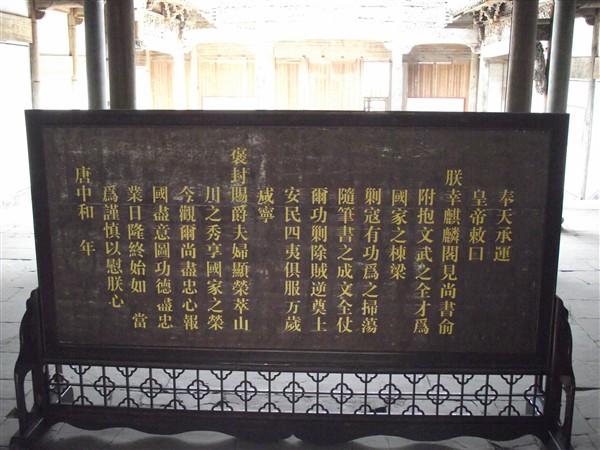 奉天承運
皇帝敕曰
朕幸麒麟閣見尚書俞
附抱文武之全才爲
國家之棟梁
剿寇有功爲之掃蕩
隨筆書之成文全仗
爾功剿除賊逆奠上
安民四夷俱服万歲
咸寧
褒封賜爵夫婦顯榮萃山
川之秀享國家之榮
今觀爾尚盡忠心報
國盡意圖功德盡忠
業日隆終始如 當
爲謹慎以慰朕心
唐中和 年